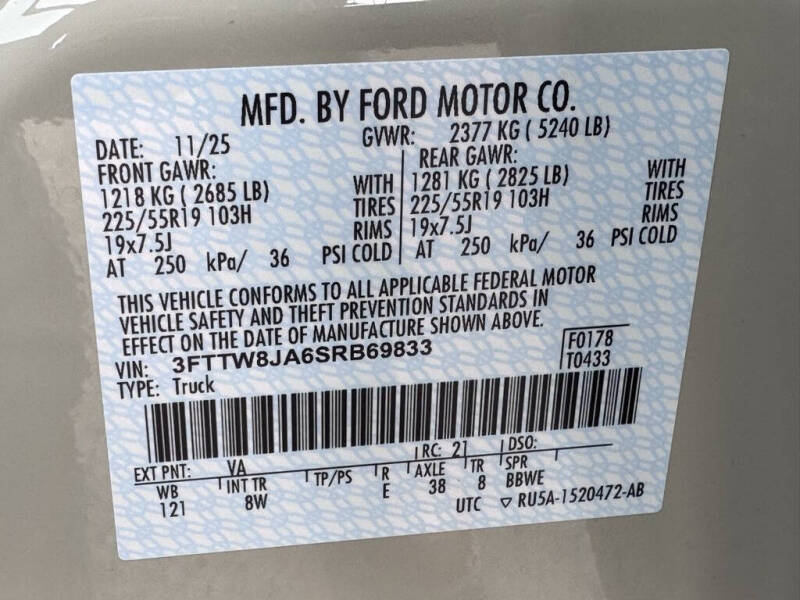 MFD. BY FORD MOTOR CO.
DATE: 11/25 GVWR: 2377 KG ( 5240 LB)
FRONT GAWR: REAR GAWR:
1218 KG ( 2685 LB) WITH 1281 KG ( 2825 LB) WITH
225/55R19 103H TIRES 225/55R19 103H TIRES
19x7.5J RIMS 19x7.5J RIMS
AT 250 kPa/ 36 PSI COLD AT 250 kPa/ 36 PSI COLD
THIS VEHICLE CONFORMS TO ALL APPLICABLE FEDERAL MOTOR
VEHICLE SAFETY AND THEFT PREVENTION STANDARDS IN
EFFECT ON THE DATE OF MANUFACTURE SHOWN ABOVE.
VIN: 3FTTW8JA6SRB69833 F0178
TYPE: Truck T0433
EXT PNT: VA RC: 21 DSO:
WB INT TR TP/PS R AXLE TR SPR
121 8W E 38 8 BBWE
UTC ▽ RU5A-1520472-AB